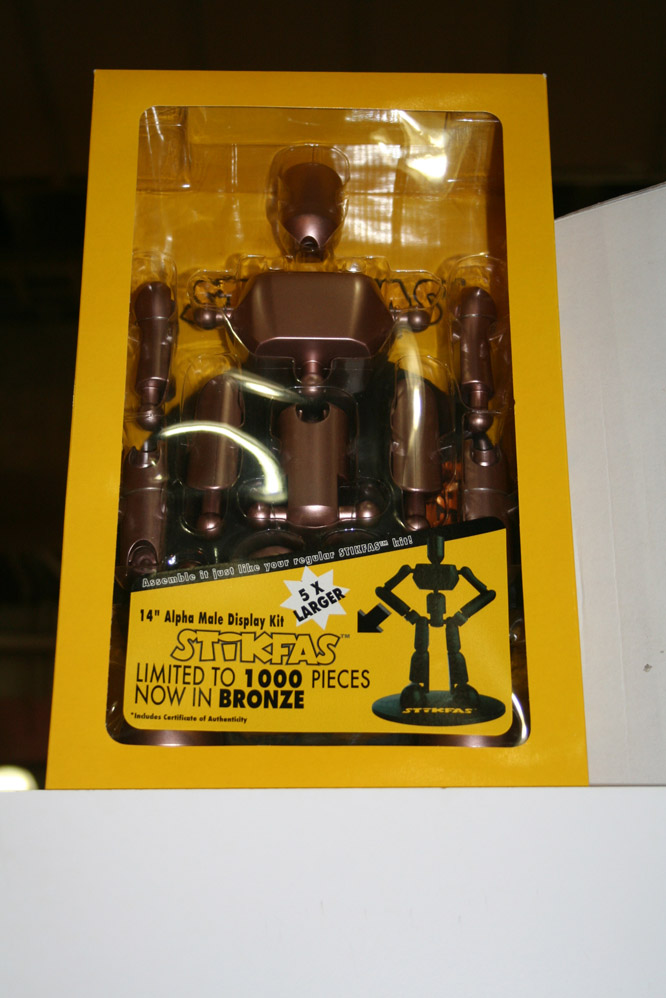 Assemble it just like your regular STIKFAS™ kit!
5 X
LARGER
14" Alpha Male Display Kit
STIKFAS™
LIMITED TO 1000 PIECES
NOW IN BRONZE
*Includes Certificate of Authenticity
STIKFAS